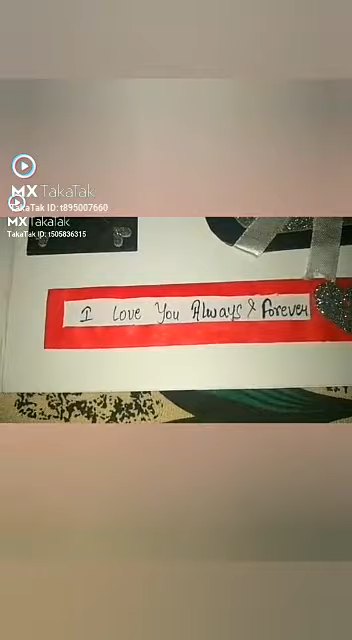 MX TakaTak
TakaTak ID: t895007660
MX TakaTak
TakaTak ID: t505836315
I Love You Always & Forever